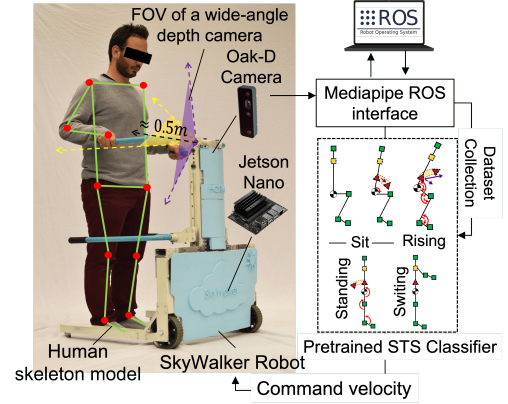 FOV of a wide-angle
depth camera
Oak-D
Camera
≈ 0.5m
Jetson
Nano
SkyWalker
Human
skeleton model
SkyWalker Robot
ROS
Robot Operating System
Mediapipe ROS
interface
Dataset
Collection
Sit
Rising
Standing
Switing
Pretrained STS Classifier
Command velocity